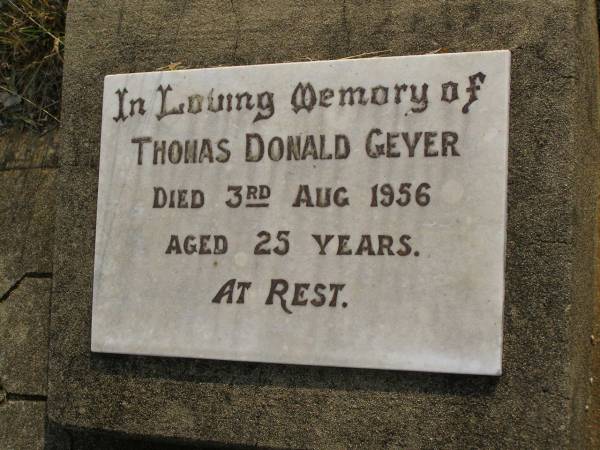 In Loving Memory of
THOMAS DONALD GEYER
DIED 3RD AUG 1956
AGED 25 YEARS.
AT REST.